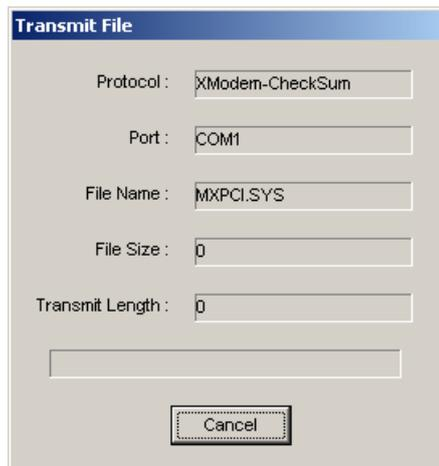 Transmit File
Protocol : XModem-CheckSum
Port : COM1
File Name : MXPCI.SYS
File Size : 0
Transmit Length : 0
Cancel